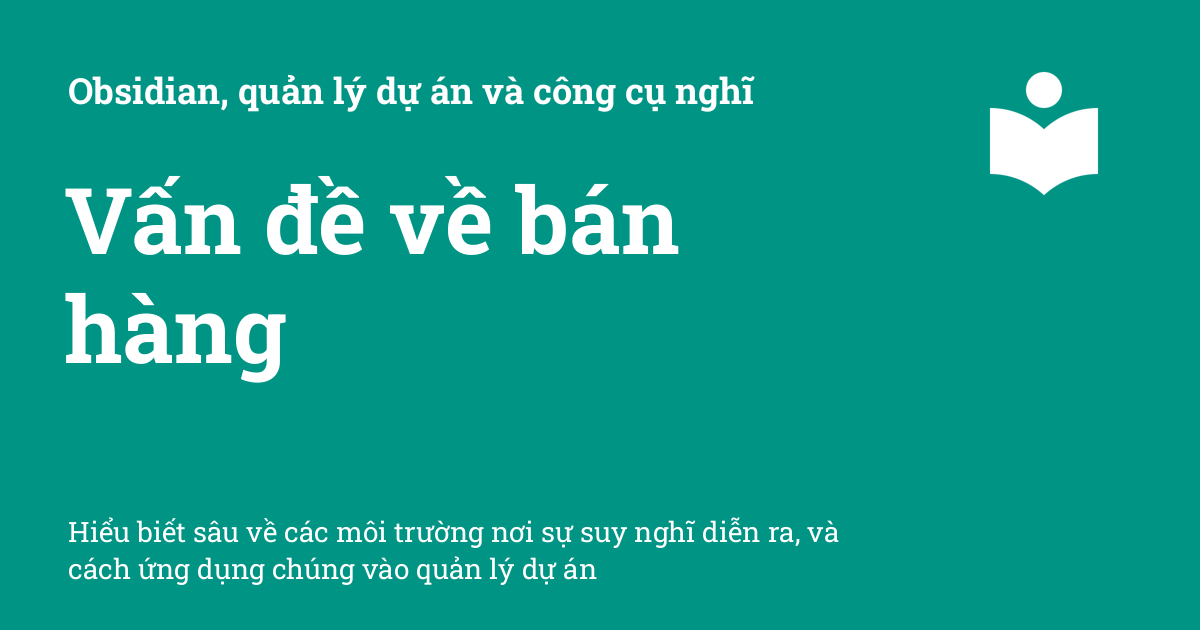 Obsidian, quản lý dự án và công cụ nghĩ
Vấn đề về bán
hàng
Hiểu biết sâu về các môi trường nơi sự suy nghĩ diễn ra, và
cách ứng dụng chúng vào quản lý dự án